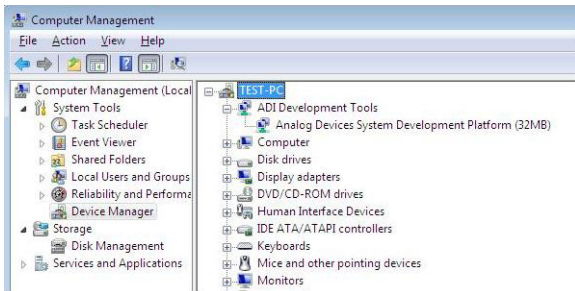 Computer Management
File Action View Help
Computer Management (Local
System Tools
Task Scheduler
Event Viewer
Shared Folders
Local Users and Groups
Reliability and Performa
Device Manager
Storage
Disk Management
Services and Applications
TEST-PC
ADI Development Tools
Analog Devices System Development Platform (32MB)
Computer
Disk drives
Display adapters
DVD/CD-ROM drives
Human Interface Devices
IDE ATA/ATAPI controllers
Keyboards
Mice and other pointing devices
Monitors